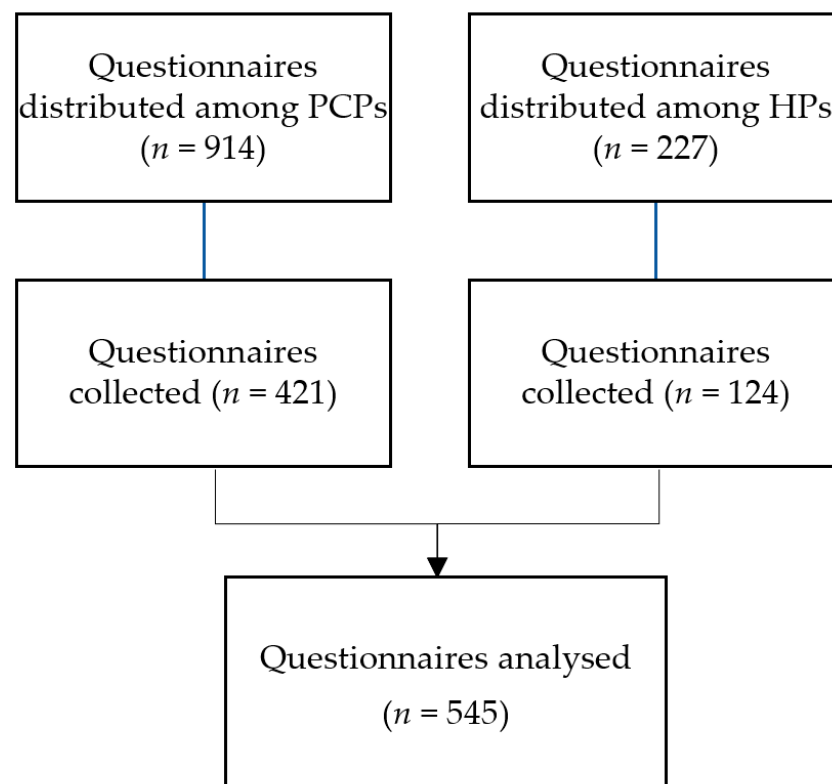 Questionnaires
distributed among PCPs
(n = 914)
Questionnaires
distributed among HPs
(n = 227)
Questionnaires
collected (n = 421)
Questionnaires
collected (n = 124)
Questionnaires analysed
(n = 545)